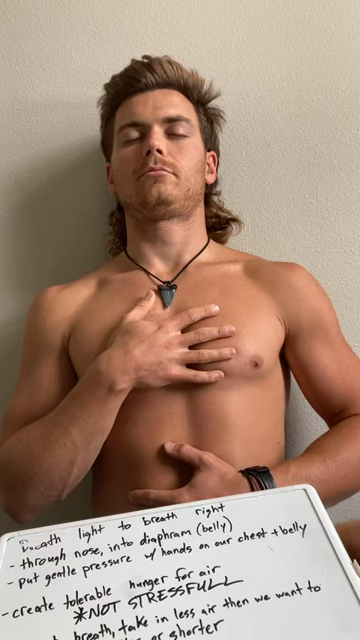 Breath light to breath right
- through nose, into diaphram (belly)
- put gentle pressure w/ hands on our chest + belly
- create tolerable hunger for air
*NOT STRESSFULL
breath, take in less air then we want to
or shorter